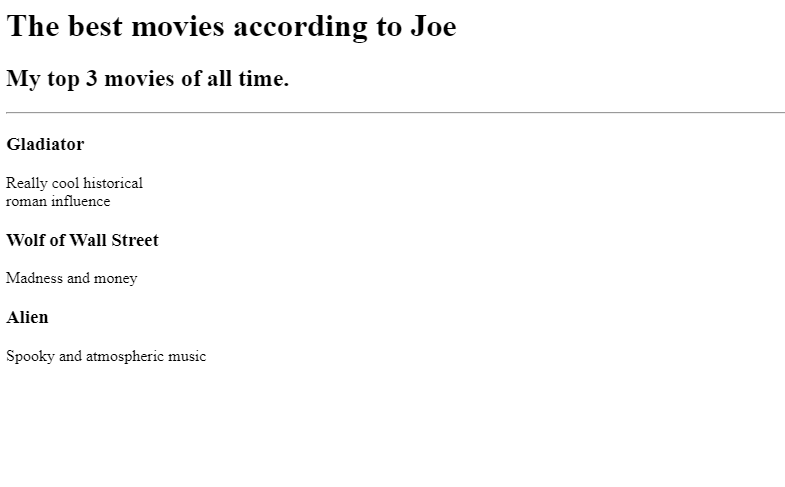 The best movies according to Joe
My top 3 movies of all time.
Gladiator
Really cool historical
roman influence
Wolf of Wall Street
Madness and money
Alien
Spooky and atmospheric music